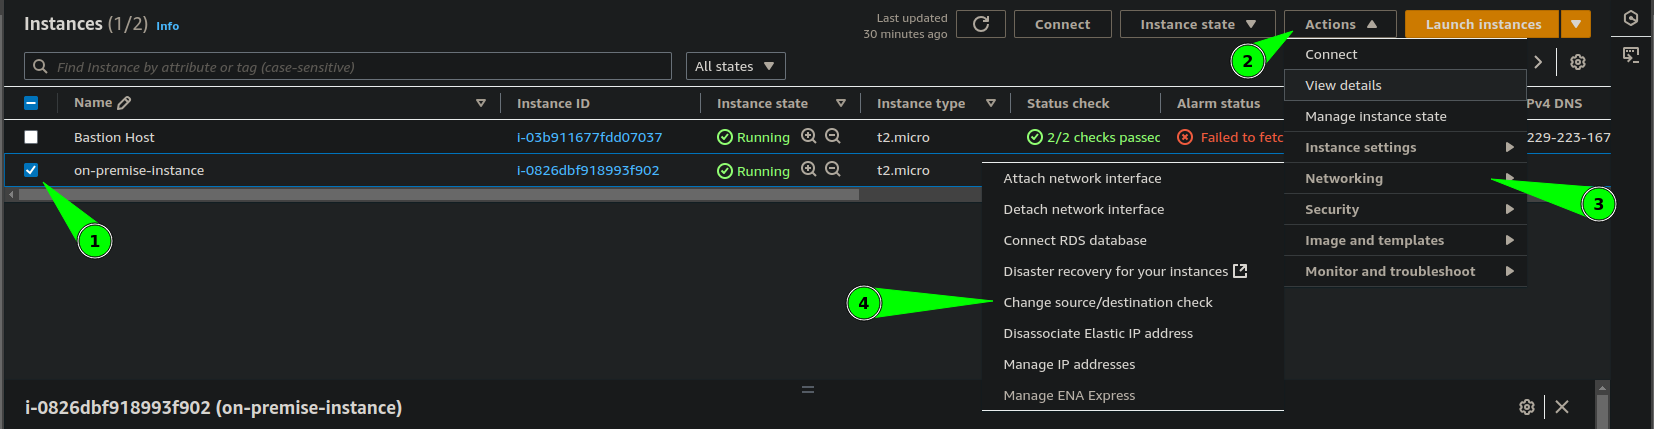 Instances (1/2) Info
Last updated
30 minutes ago
Connect
Instance state
Actions
Launch instances
Find Instance by attribute or tag (case-sensitive)
All states
2
Connect
View details
Name
Instance ID
Instance state
Instance type
Status check
Alarm status
Pv4 DNS
Manage instance state
Bastion Host
i-03b911677fdd07037
Running
t2.micro
2/2 checks passec
Failed to fetc
229-223-167
Instance settings
on-premise-Instance
i-0826dbf918993f902
Running
t2.micro
Attach network interface
Networking
3
Detach network interface
Security
1
Connect RDS database
Image and templates
Disaster recovery for your instances
Monitor and troubleshoot
4
Change source/destination check
Disassociate Elastic IP address
Manage IP addresses
Manage ENA Express
i-0826dbf918993f902 (on-premise-instance)